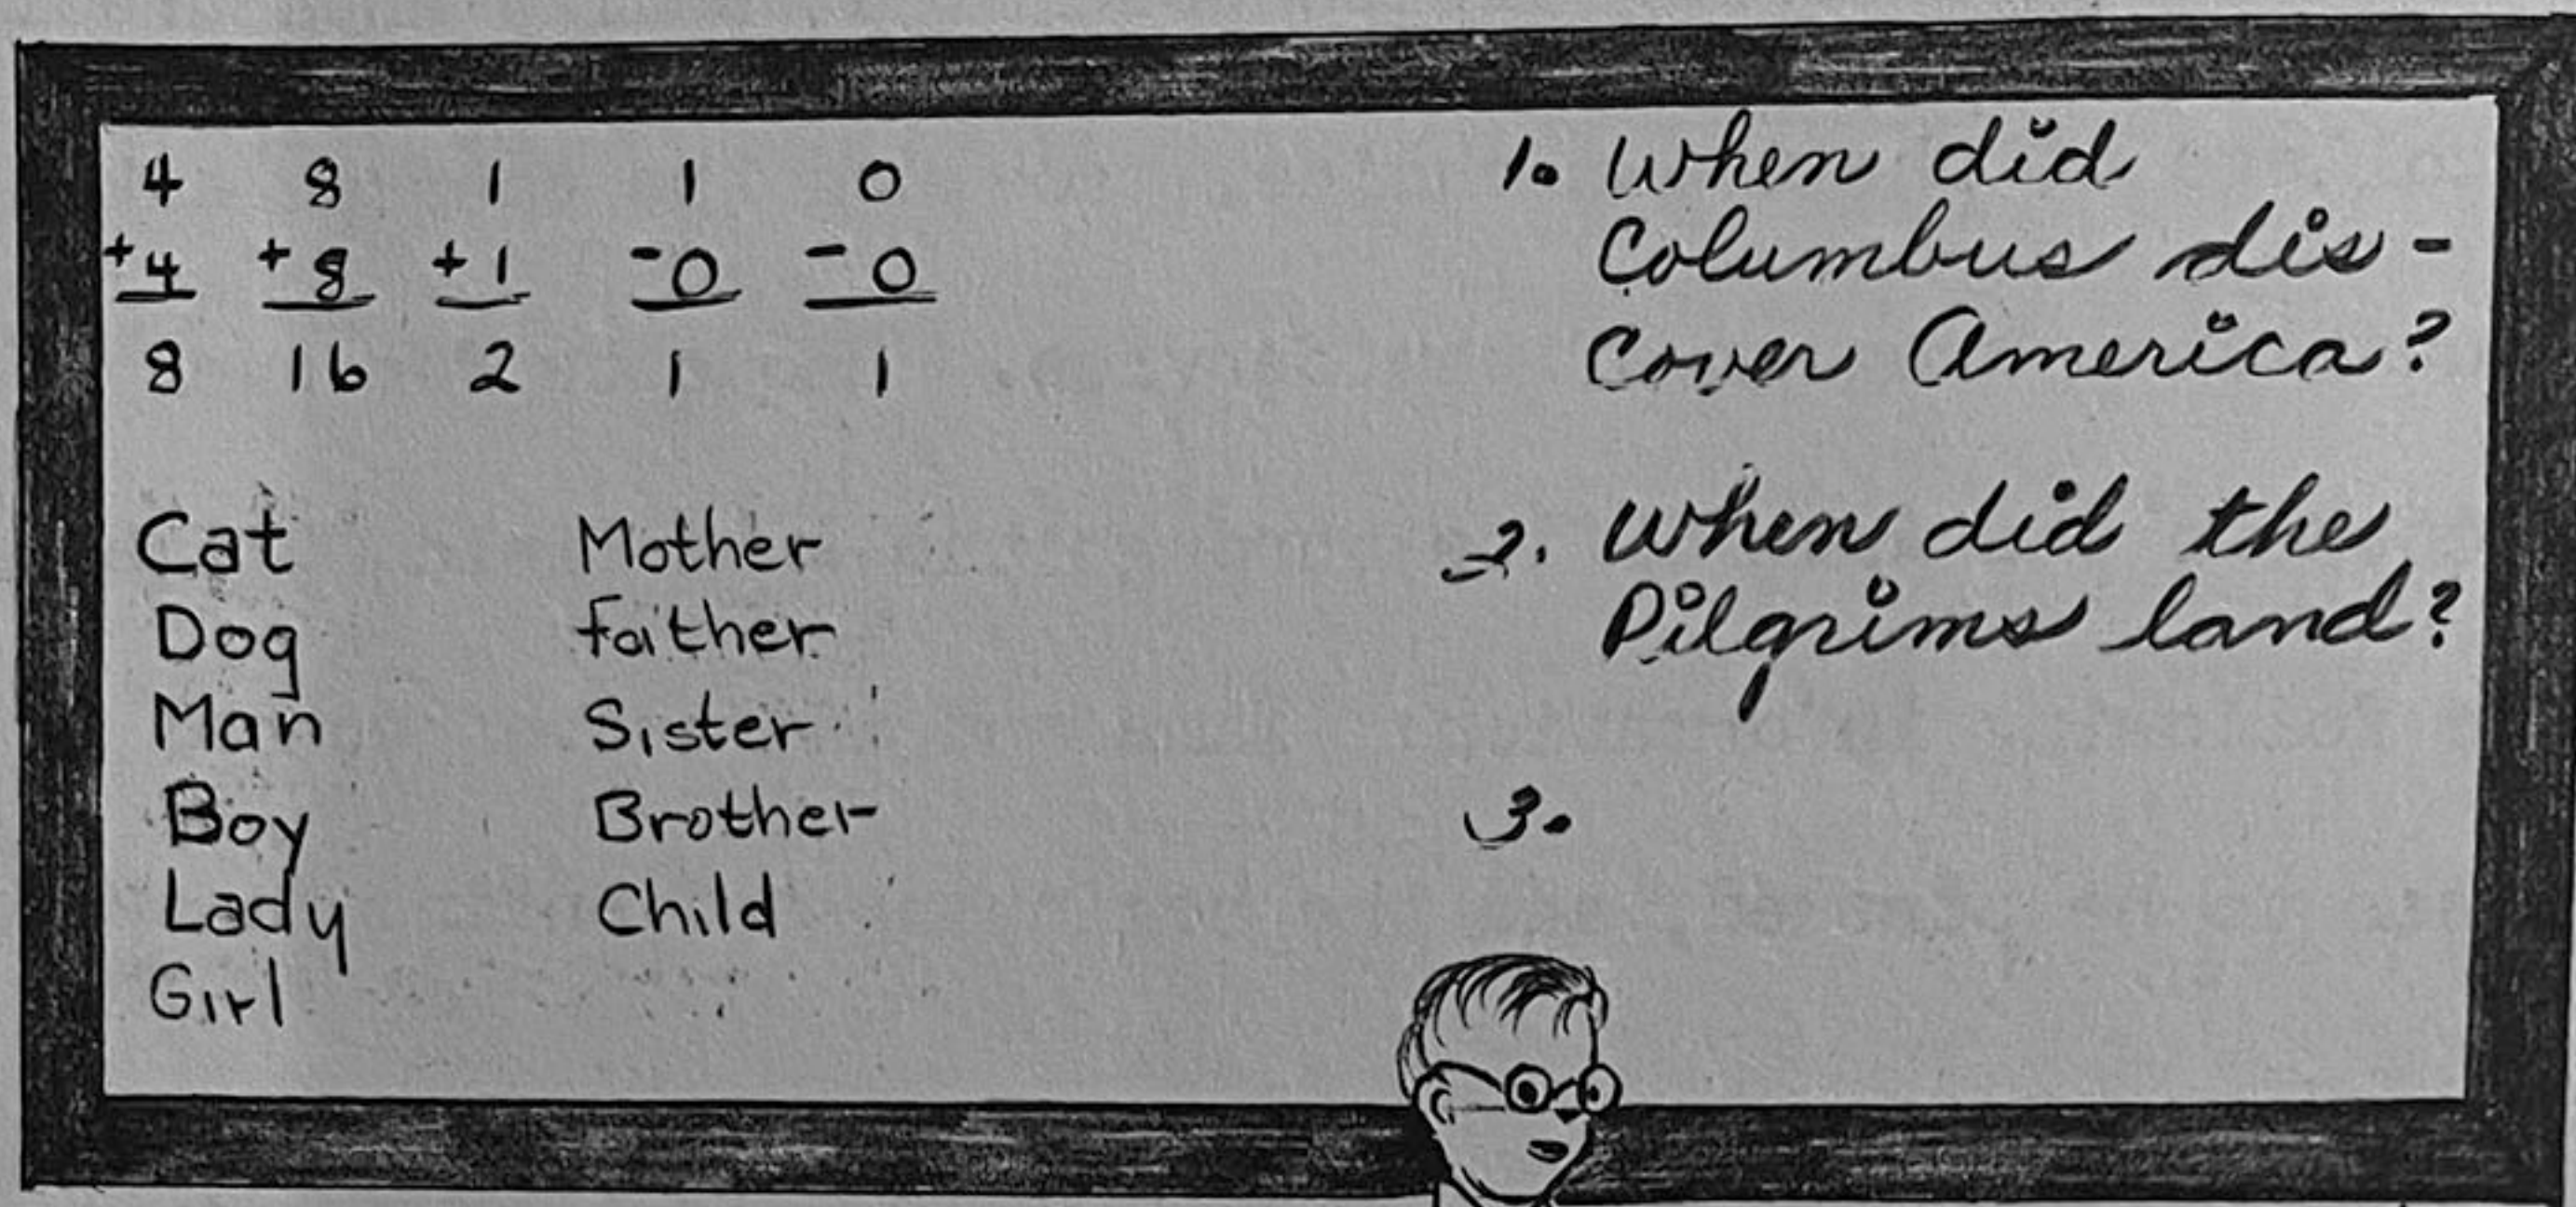 4 8 1 1 0
+4 +8 +1 -0 -0
8 16 2 1 1
Cat
Dog
Man
Boy
Lady
Girl
Mother
father
Sister
Brother
Child
1. When did
Columbus dis-
cover America?
2. When did the
Pilgrims land?
3.